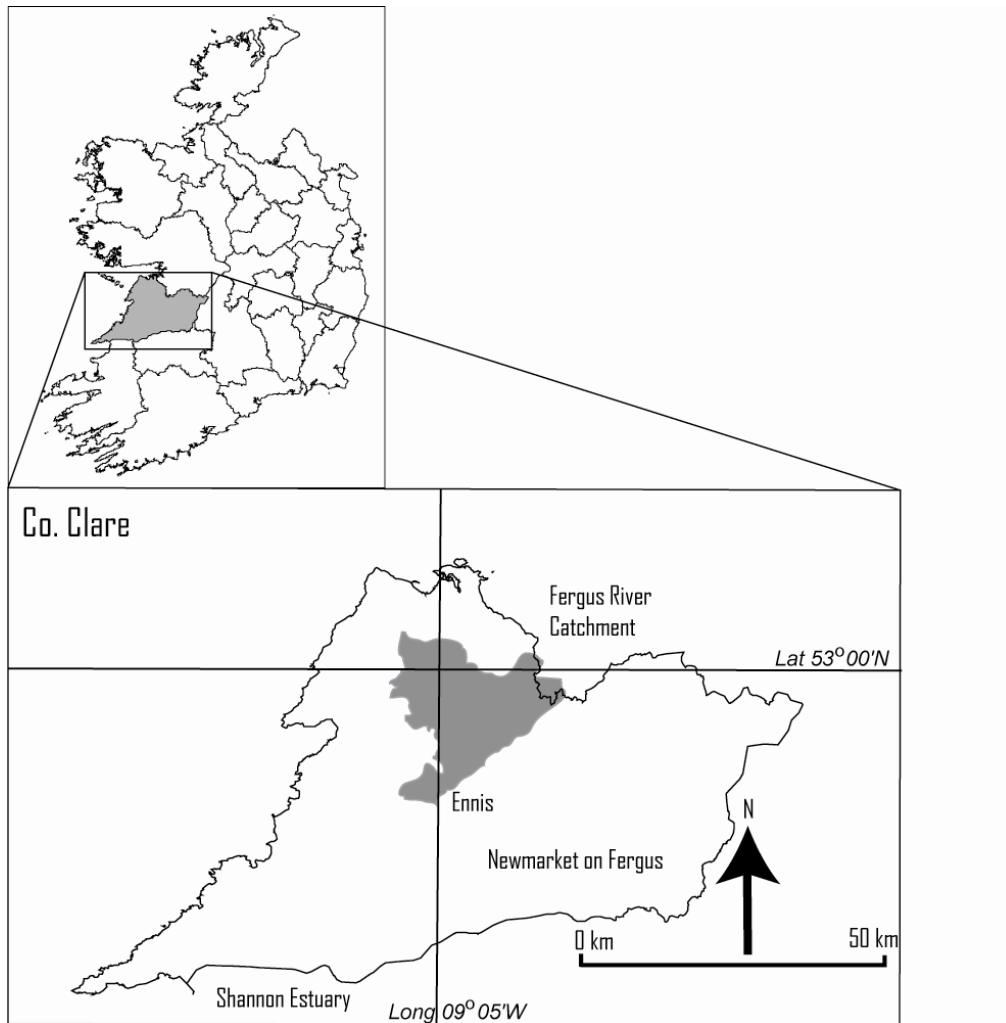 Co. Clare
Fergus River
Catchment
Lat 53°00'N
Ennis
N
Newmarket on Fergus
0 km
50 km
Shannon Estuary
Long 09°05'W